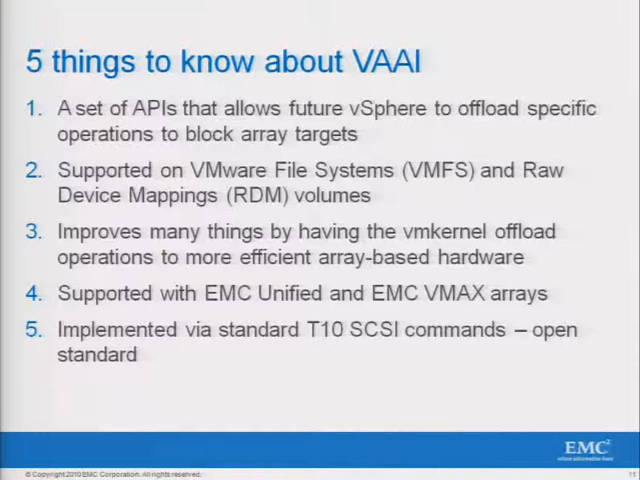 5 things to know about VAAI
1. A set of APIs that allows future vSphere to offload specific
operations to block array targets
2. Supported on VMware File Systems (VMFS) and Raw
Device Mappings (RDM) volumes
3. Improves many things by having the vmkernel offload
operations to more efficient array-based hardware
4. Supported with EMC Unified and EMC VMAX arrays
5. Implemented via standard T10 SCSI commands – open
standard
EMC²
where information lives
© Copyright 2010 EMC Corporation. All rights reserved.